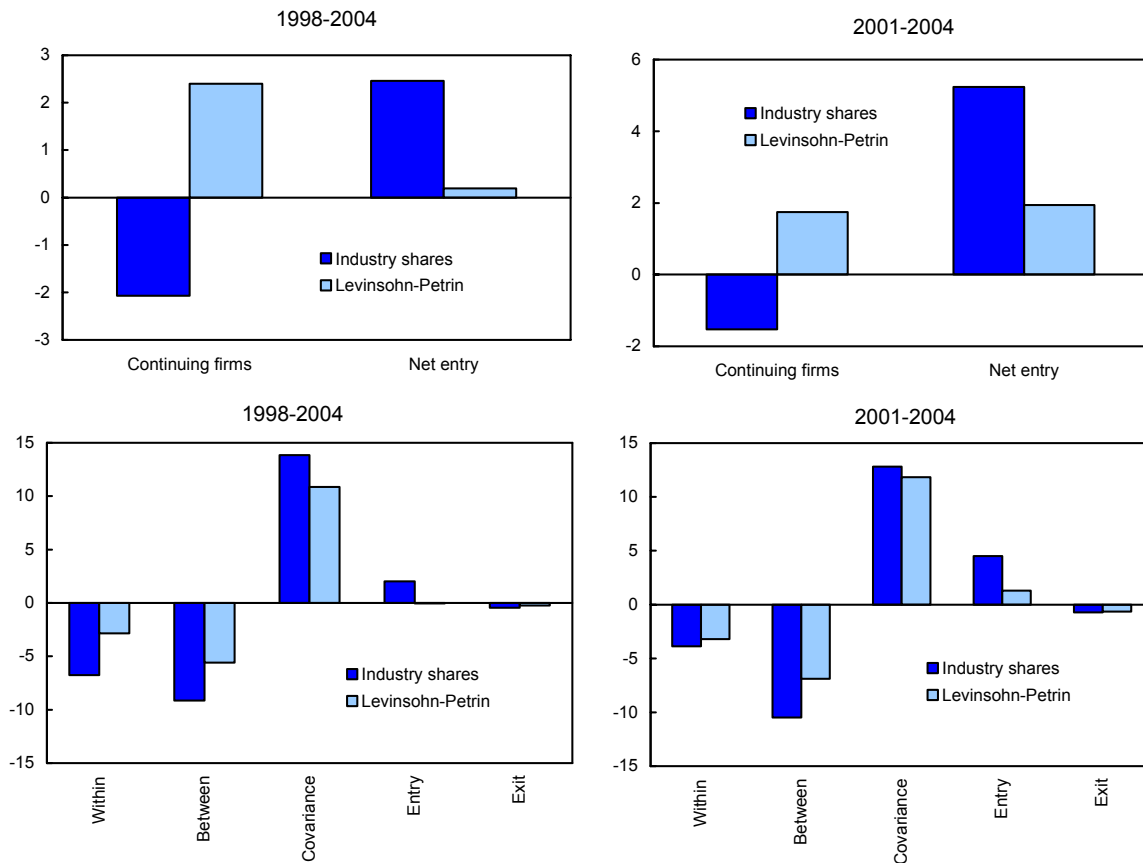 1998-2004
3
2
1
0
-1
-2
-3
Industry shares
Levinsohn-Petrin
Continuing firms
Net entry
2001-2004
6
4
2
0
-2
Industry shares
Levinsohn-Petrin
Continuing firms
Net entry
1998-2004
15
10
5
0
-5
-10
-15
Industry shares
Levinsohn-Petrin
Within
Between
Covariance
Entry
Exit
2001-2004
15
10
5
0
-5
-10
-15
Industry shares
Levinsohn-Petrin
Within
Between
Covariance
Entry
Exit